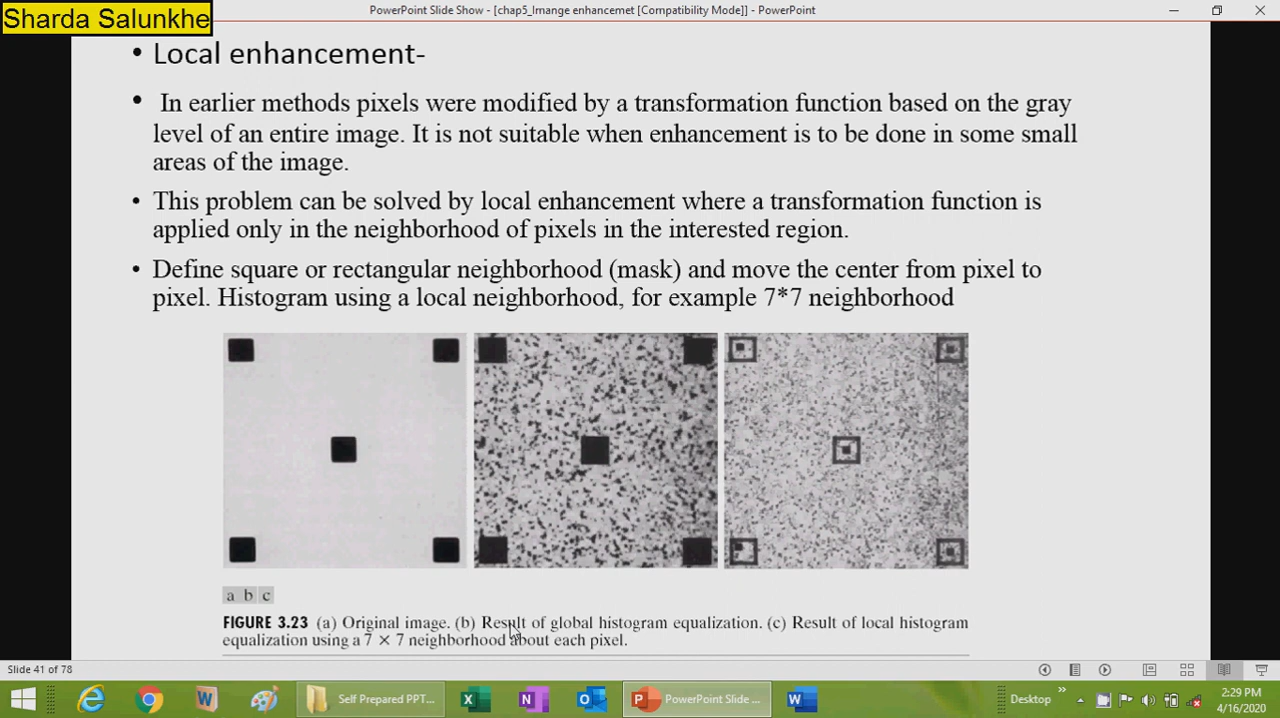 Sharda Salunkhe
PowerPoint Slide Show - [chap5_Imange enhancemet [Compatibility Mode]] - PowerPoint
• Local enhancement-
• In earlier methods pixels were modified by a transformation function based on the gray
level of an entire image. It is not suitable when enhancement is to be done in some small
areas of the image.
• This problem can be solved by local enhancement where a transformation function is
applied only in the neighborhood of pixels in the interested region.
• Define square or rectangular neighborhood (mask) and move the center from pixel to
pixel. Histogram using a local neighborhood, for example 7*7 neighborhood
a b c
FIGURE 3.23 (a) Original image. (b) Result of global histogram equalization. (c) Result of local histogram
equalization using a 7 × 7 neighborhood about each pixel.
Slide 41 of 78
Self Prepared PPT...
PowerPoint Slide ...
Desktop
2:29 PM
4/16/2020